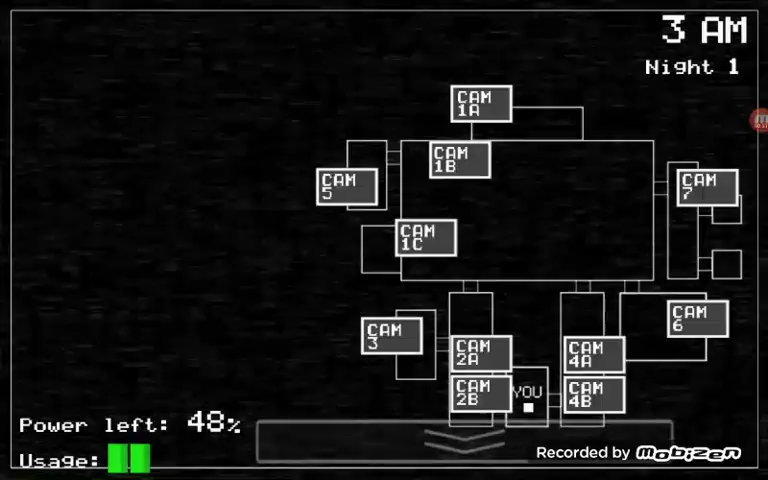 3 AM
Night 1
CAM
1A
CAM
1B
CAM
5
CAM
7
CAM
1C
CAM
6
CAM
3
CAM
2A
CAM
4A
CAM
2B
YOU
CAM
4B
Power left: 48%
Usage:
Recorded by Mobizen